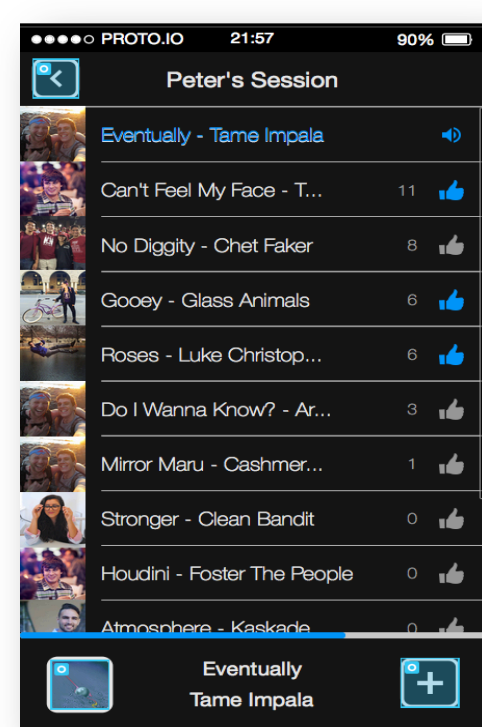 PROTO.IO 21:57 90%
Peter's Session
Eventually - Tame Impala
Can't Feel My Face - T... 11
No Diggity - Chet Faker 8
Gooey - Glass Animals 6
Roses - Luke Christop... 6
Do I Wanna Know? - Ar... 3
Mirror Maru - Cashmer... 1
Stronger - Clean Bandit 0
Houdini - Foster The People 0
Atmosphere - Kaskade 0
Eventually
Tame Impala